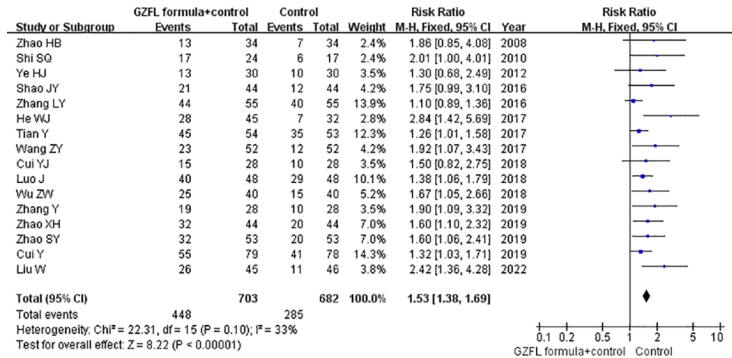 GZFL formula+control Control Risk Ratio Risk Ratio
Study or Subgroup Events Total Events Total Weight M-H, Fixed, 95% CI Year M-H, Fixed, 95% CI
Zhao HB 13 34 7 34 2.4% 1.86 [0.85, 4.08] 2008
Shi SQ 17 24 6 17 2.4% 2.01 [1.00, 4.01] 2010
Ye HJ 13 30 10 30 3.4% 1.30 [0.68, 2.49] 2012
Shao JY 21 44 12 44 4.1% 1.75 [0.99, 3.10] 2016
Zhang LY 44 55 40 55 13.9% 1.10 [0.89, 1.36] 2016
He WJ 28 45 7 32 2.8% 2.84 [1.42, 5.69] 2017
Tian Y 45 54 35 53 12.2% 1.26 [1.01, 1.58] 2017
Wang ZY 23 52 12 52 4.1% 1.92 [1.07, 3.43] 2017
Cui YJ 15 28 10 28 3.4% 1.50 [0.82, 2.75] 2018
Luo J 40 48 29 48 10.0% 1.38 [1.06, 1.79] 2018
Wu ZW 25 40 15 40 5.2% 1.67 [1.05, 2.66] 2018
Zhang Y 19 28 10 28 3.4% 1.90 [1.09, 3.32] 2019
Zhao XH 32 44 20 44 6.9% 1.60 [1.10, 2.32] 2019
Zhao SY 32 53 20 53 6.9% 1.60 [1.06, 2.41] 2019
Cui Y 55 79 41 78 14.3% 1.32 [1.03, 1.71] 2019
Liu W 26 45 11 46 3.8% 2.42 [1.36, 4.28] 2022
Total (95% CI) 703 682 100.0% 1.53 [1.38, 1.69]
Total events 448 285
Heterogeneity: Chi² = 22.31, df = 15 (P = 0.10); I² = 33%
Test for overall effect: Z = 8.22 (P < 0.00001)
0.1 0.2 0.5 1 2 5 10
GZFL formula+control Control